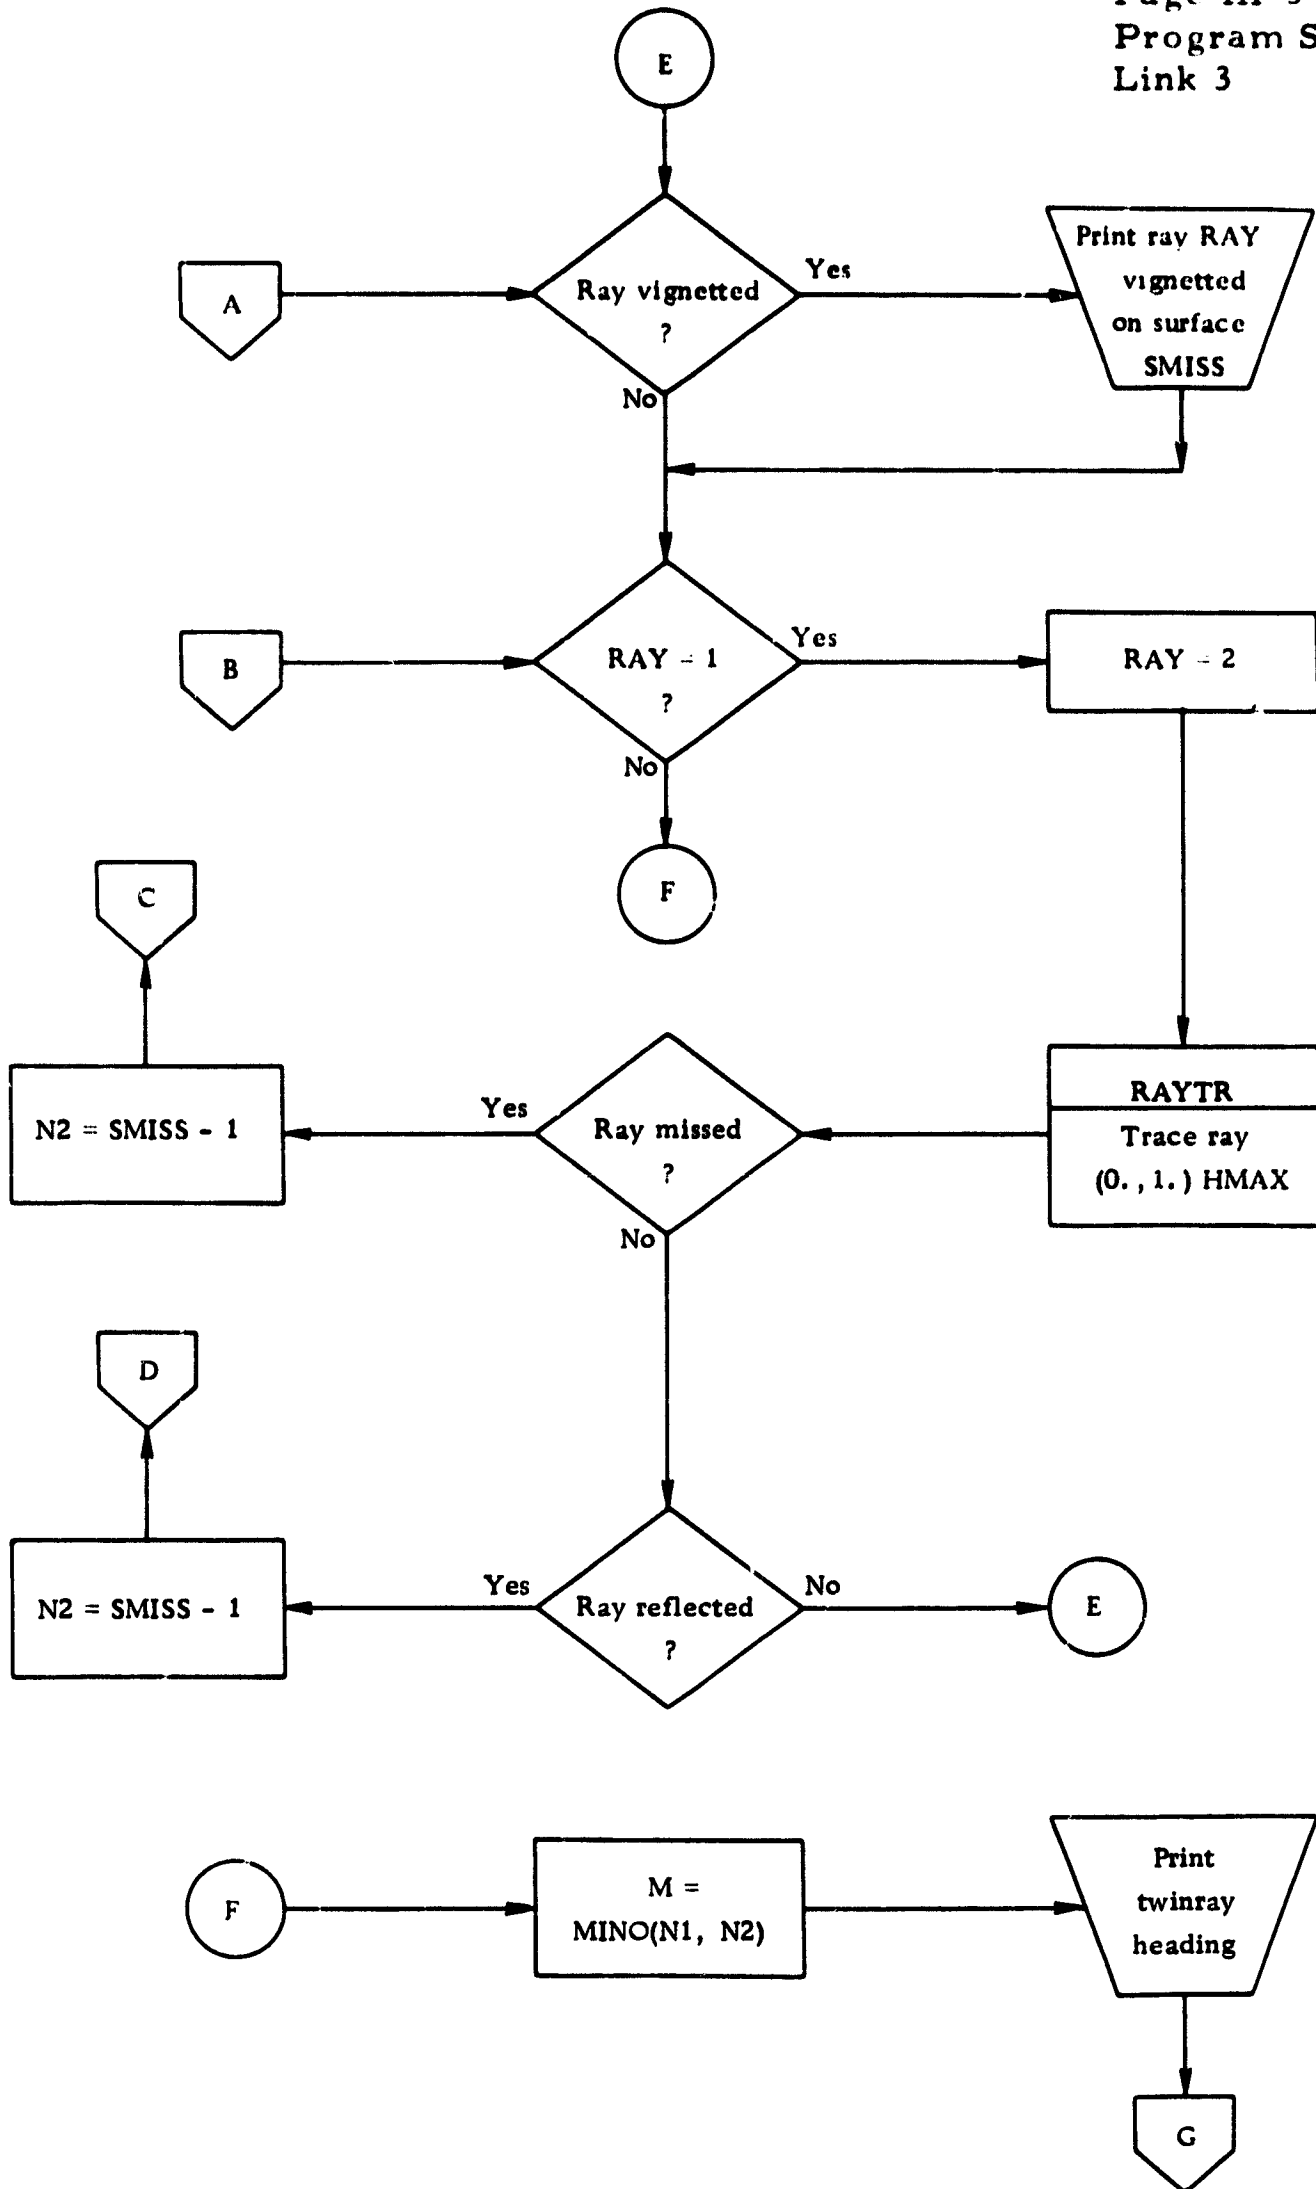 Program S
Link 3
E
A
Ray vignetted
?
Yes
No
Print ray RAY
vignetted
on surface
SMISS
B
RAY = 1
?
Yes
No
RAY = 2
F
C
N2 = SMISS - 1
Yes
Ray missed
?
No
RAYTR
Trace ray
(0., 1.) HMAX
D
N2 = SMISS - 1
Yes
Ray reflected
?
No
E
F
M =
MINO(N1, N2)
Print
twinray
heading
G